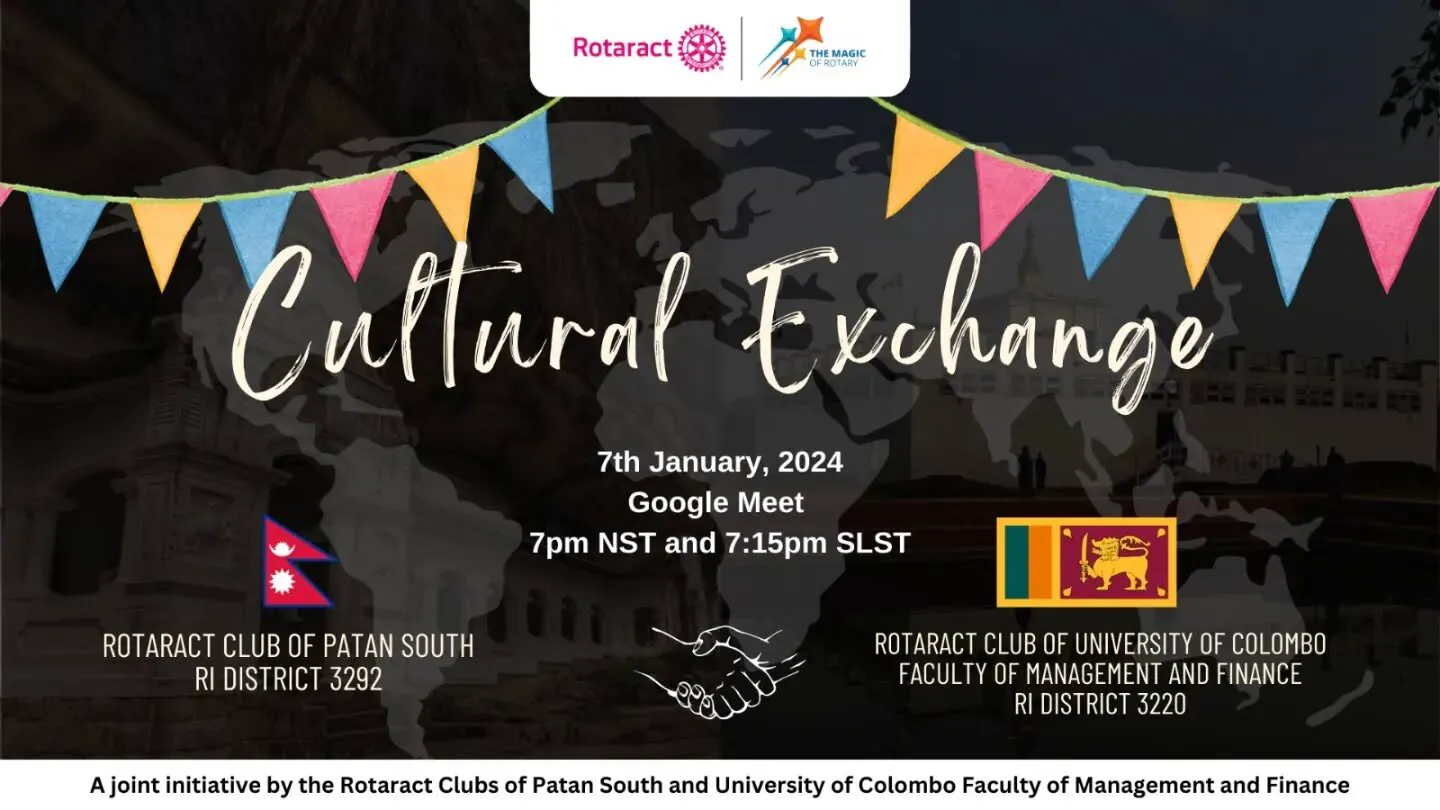 Rotaract
THE MAGIC
OF ROTARY
Cultural Exchange
7th January, 2024
Google Meet
7pm NST and 7:15pm SLST
ROTARACT CLUB OF PATAN SOUTH
RI DISTRICT 3292
ROTARACT CLUB OF UNIVERSITY OF COLOMBO
FACULTY OF MANAGEMENT AND FINANCE
RI DISTRICT 3220
A joint initiative by the Rotaract Clubs of Patan South and University of Colombo Faculty of Management and Finance